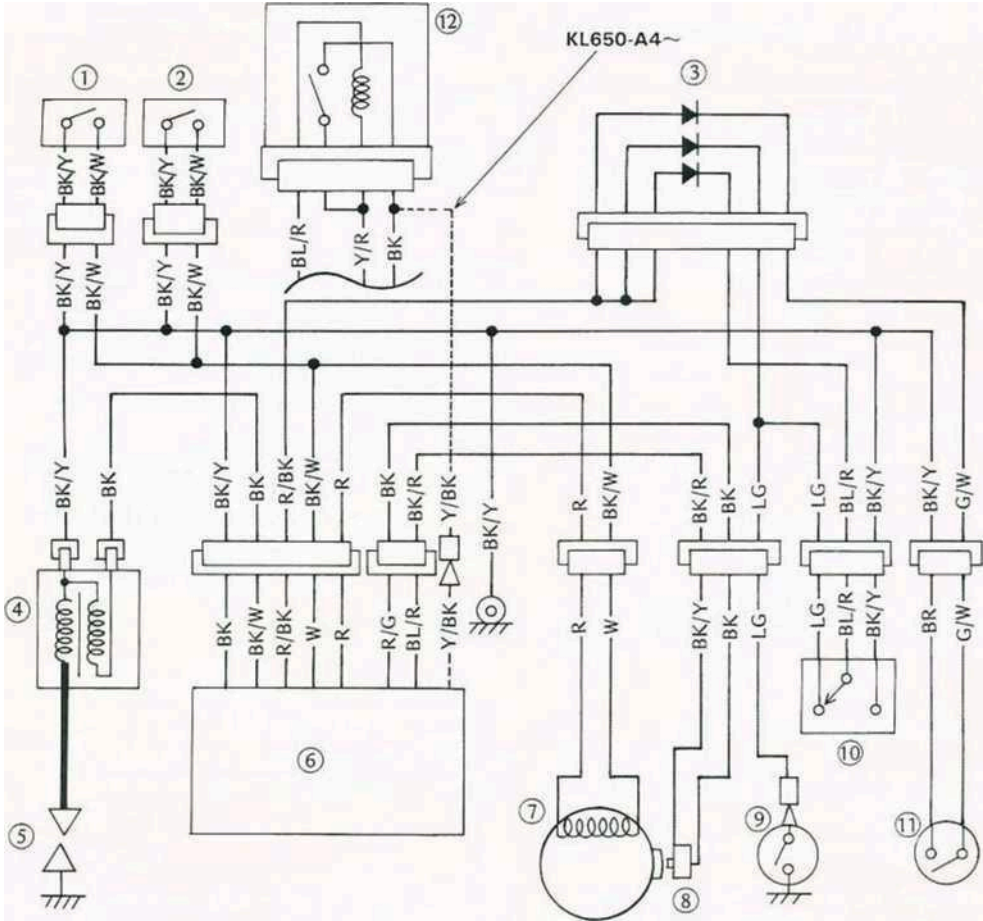 ⑫
KL650-A4~
① ② ③
BK/Y BK/W BK/Y BK/W
BL/R Y/R BK
BK/Y BK/W BK/Y BK/W
BK/Y BK BK/Y BK R/BK BK/W R BK BK/R Y/BK BK/Y R BK/W BK/R BK LG LG BL/R BK/Y BK/Y G/W
④
BK BK/W R/BK W R R/G BL/R Y/BK R W BK/Y BK LG LG BL/R BK/Y BR G/W
⑥
⑩
⑤ ⑦ ⑨ ⑪
⑧